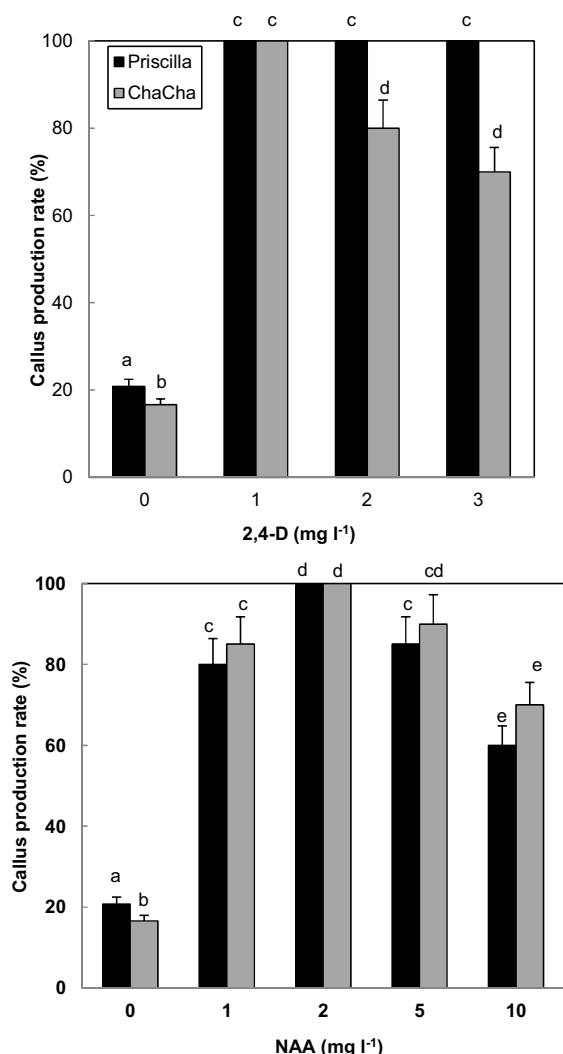 c c c c
100
Priscilla
ChaCha
d
80
d
60
40
a
20
b
0
0 1 2 3
Callus production rate (%)
2,4-D (mg l⁻¹)
d d cd
100
c c c
80
e
e
60
40
a
20
b
0
0 1 2 5 10
Callus production rate (%)
NAA (mg l⁻¹)